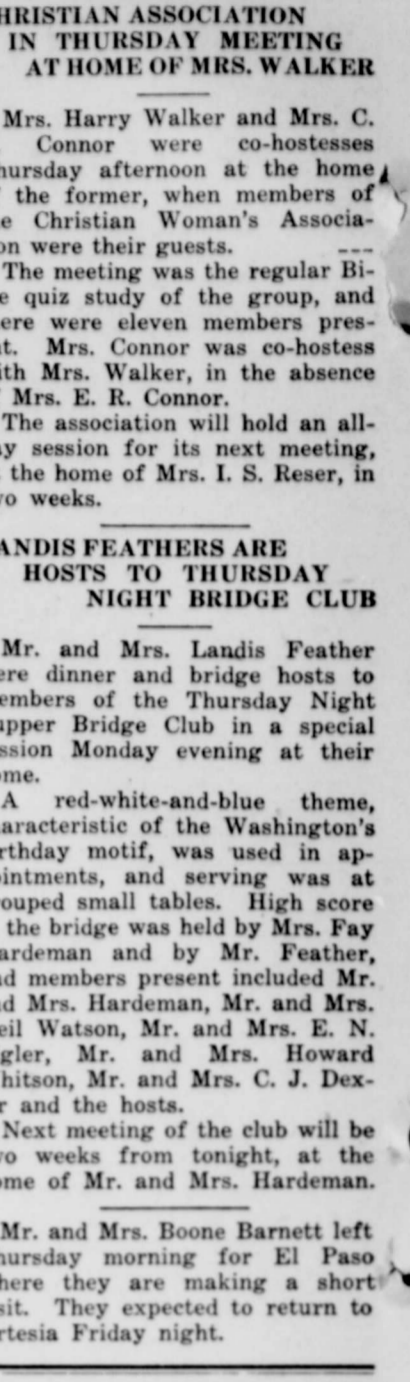 HRISTIAN ASSOCIATION
IN THURSDAY MEETING
AT HOME OF MRS. WALKER
Mrs. Harry Walker and Mrs. C.
Connor were co-hostesses
hursday afternoon at the home
the former, when members of
e Christian Woman's Associa-
on were their guests.
The meeting was the regular Bi-
e quiz study of the group, and
ere were eleven members pres-
t. Mrs. Connor was co-hostess
ith Mrs. Walker, in the absence
Mrs. E. R. Connor.
The association will hold an all-
y session for its next meeting,
the home of Mrs. I. S. Reser, in
o weeks.
ANDIS FEATHERS ARE
HOSTS TO THURSDAY
NIGHT BRIDGE CLUB
Mr. and Mrs. Landis Feather
ere dinner and bridge hosts to
embers of the Thursday Night
upper Bridge Club in a special
ssion Monday evening at their
me.
A red-white-and-blue theme,
aracteristic of the Washington's
rthday motif, was used in ap-
intments, and serving was at
ouped small tables. High score
the bridge was held by Mrs. Fay
ardeman and by Mr. Feather,
d members present included Mr.
d Mrs. Hardeman, Mr. and Mrs.
eil Watson, Mr. and Mrs. E. N.
gler, Mr. and Mrs. Howard
hitson, Mr. and Mrs. C. J. Dex-
r and the hosts.
Next meeting of the club will be
o weeks from tonight, at the
me of Mr. and Mrs. Hardeman.
Mr. and Mrs. Boone Barnett left
hursday morning for El Paso
here they are making a short
sit. They expected to return to
rtesia Friday night.